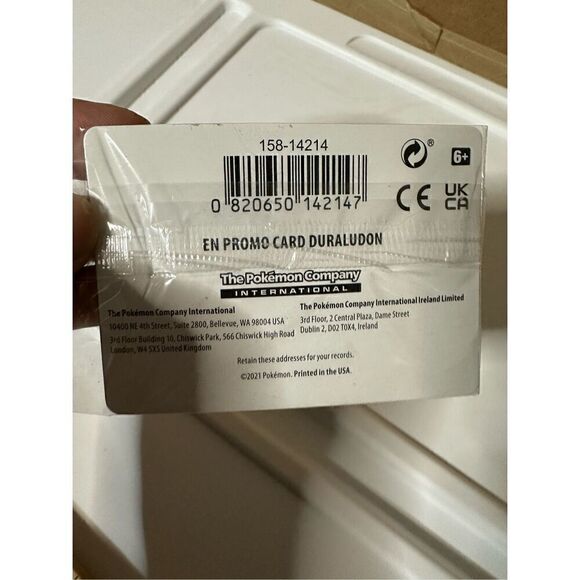 158-14214
®
6+
0 820650 142147
CE UK CA
EN PROMO CARD DURALUDON
The Pokémon Company
INTERNATIONAL
The Pokémon Company International
10400 NE 4th Street, Suite 2800, Bellevue, WA 98004 USA
3rd Floor Building 10, Chiswick Park, 566 Chiswick High Road
London, W4 5XS United Kingdom
The Pokémon Company International Ireland Limited
3rd Floor, 2 Central Plaza, Dame Street
Dublin 2, D02 T0X4, Ireland
Retain these addresses for your records.
©2021 Pokémon. Printed in the USA.